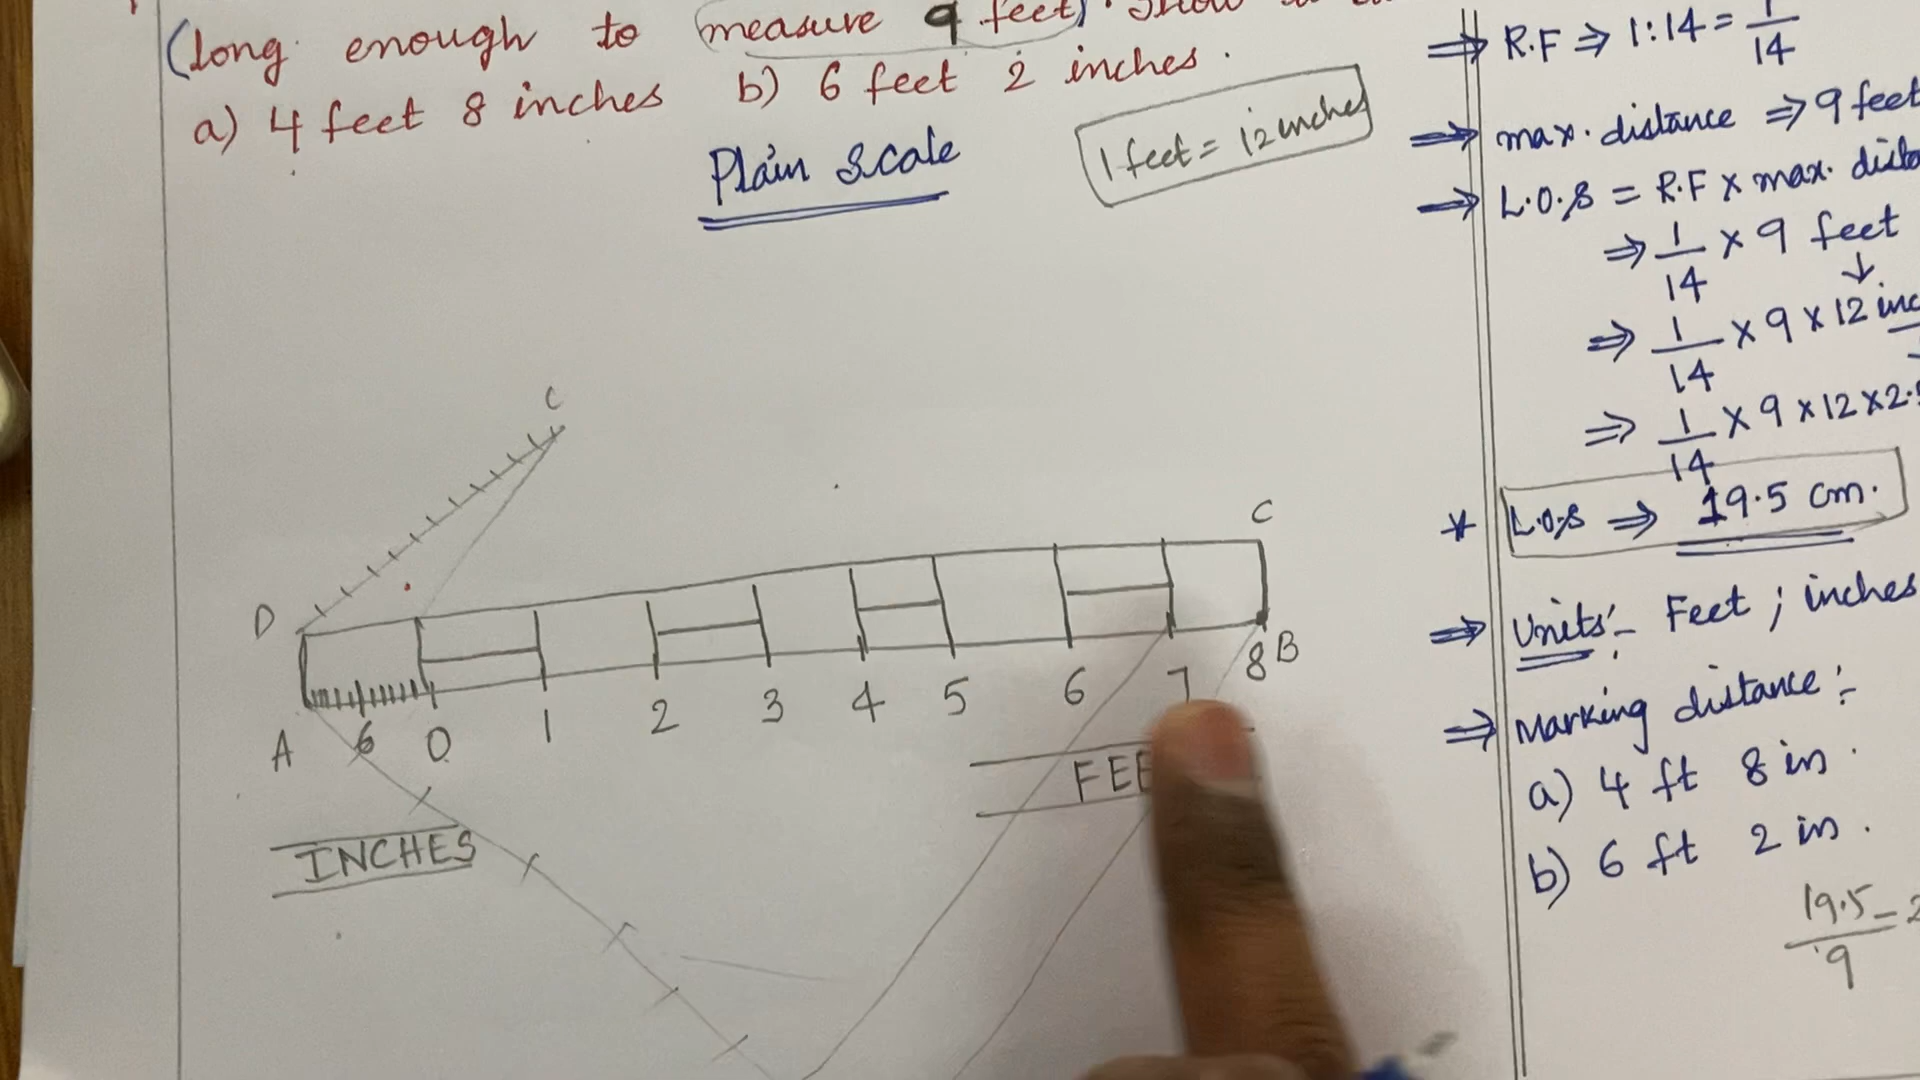 (long enough to measure 9 feet). Show
a) 4 feet 8 inches b) 6 feet 2 inches.
Plain Scale
1 feet = 12 inches
C
D
C
A 6 0 1 2 3 4 5 6 7 8 B
INCHES
FEE
⇒ R.F ⇒ 1:14 = 1/14
⇒ max. distance ⇒ 9 feet
⇒ L.O.S = R.F × max.
⇒ 1/14 × 9 feet
↓
⇒ 1/14 × 9 × 12
⇒ 1/14 × 9 × 12 × 2.
* L.O.S ⇒ 19.5 cm.
⇒ Units:- Feet ; inches
⇒ Marking distance:-
a) 4 ft 8 in.
b) 6 ft 2 in.
19.5/9 =